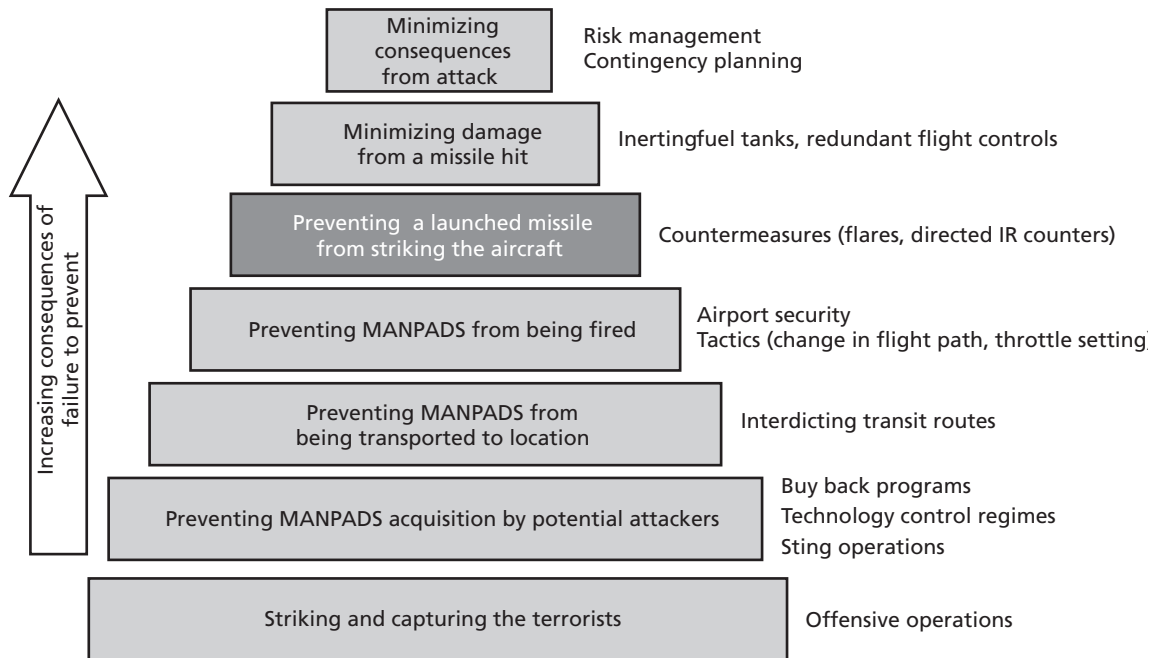 Minimizing
consequences
from attack
Risk management
Contingency planning
Minimizing damage
from a missile hit
Inertingfuel tanks, redundant flight controls
Preventing a launched missile
from striking the aircraft
Countermeasures (flares, directed IR counters)
Preventing MANPADS from being fired
Airport security
Tactics (change in flight path, throttle setting)
Preventing MANPADS from
being transported to location
Interdicting transit routes
Preventing MANPADS acquisition by potential attackers
Buy back programs
Technology control regimes
Sting operations
Striking and capturing the terrorists
Offensive operations
Increasing consequences of
failure to prevent